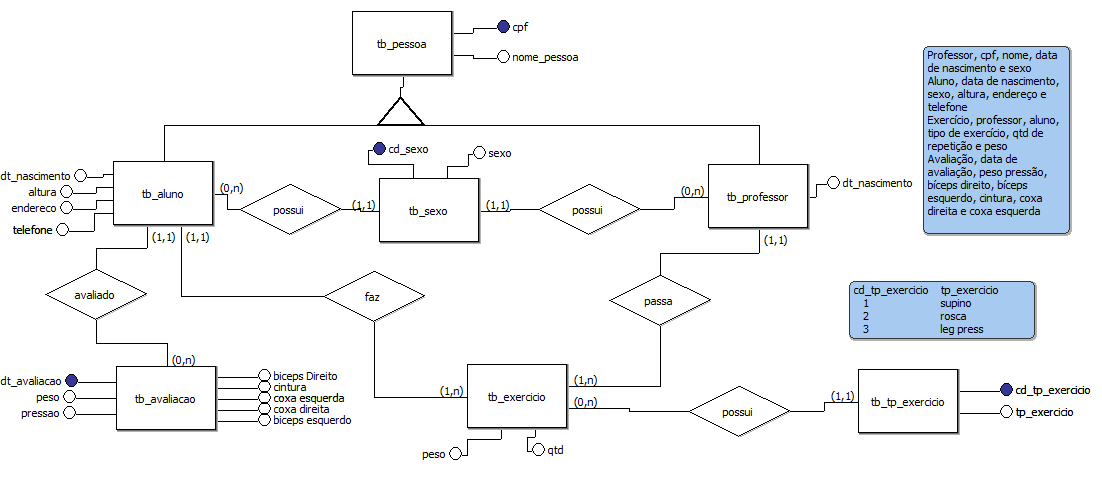 tb_pessoa
cpf
nome_pessoa
Professor, cpf, nome, data
de nascimento e sexo
Aluno, data de nascimento,
sexo, altura, endereço e
telefone
Exercício, professor, aluno,
tipo de exercício, qtd de
repetição e peso
Avaliação, data de
avaliação, peso pressão,
bíceps direito, bíceps
esquerdo, cintura, coxa
direita e coxa esquerda
cd_sexo
sexo
dt_nascimento
altura
endereco
telefone
tb_aluno
(0,n)
possui
(1,1)
tb_sexo
(1,1)
possui
(0,n)
tb_professor
dt_nascimento
(1,1)
(1,1)
(1,1)
avaliado
faz
passa
cd_tp_exercicio tp_exercicio
1 supino
2 rosca
3 leg press
(0,n)
dt_avaliacao
peso
pressao
tb_avaliacao
biceps Direito
cintura
coxa esquerda
coxa direita
biceps esquerdo
(1,n)
tb_exercicio
(1,n)
(0,n)
peso
qtd
possui
(1,1)
tb_tp_exercicio
cd_tp_exercicio
tp_exercicio